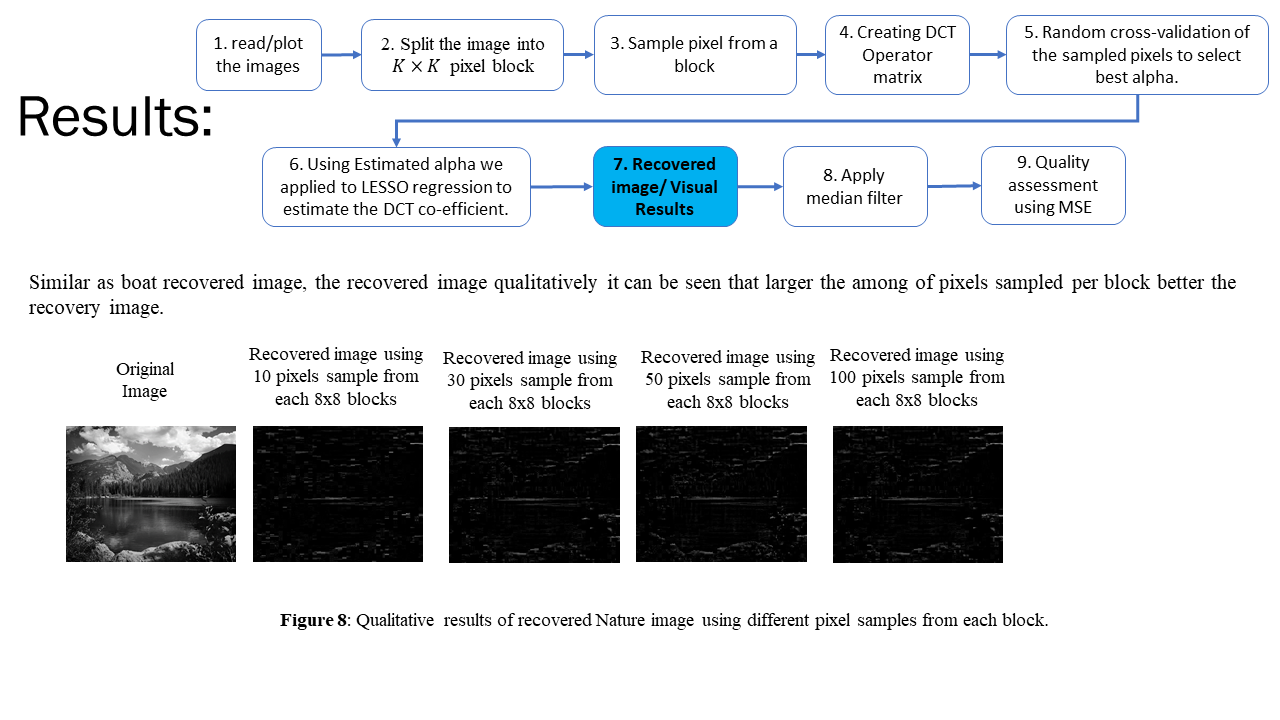 1. read/plot
the images
2. Split the image into
K × K pixel block
3. Sample pixel from a
block
4. Creating DCT
Operator
matrix
5. Random cross-validation of
the sampled pixels to select
best alpha.
Results:
6. Using Estimated alpha we
applied to LESSO regression to
estimate the DCT co-efficient.
7. Recovered
image/ Visual
Results
8. Apply
median filter
9. Quality
assessment
using MSE
Similar as boat recovered image, the recovered image qualitatively it can be seen that larger the among of pixels sampled per block better the
recovery image.
Original
Image
Recovered image using
10 pixels sample from
each 8x8 blocks
Recovered image using
30 pixels sample from
each 8x8 blocks
Recovered image using
50 pixels sample from
each 8x8 blocks
Recovered image using
100 pixels sample from
each 8x8 blocks
Figure 8: Qualitative results of recovered Nature image using different pixel samples from each block.